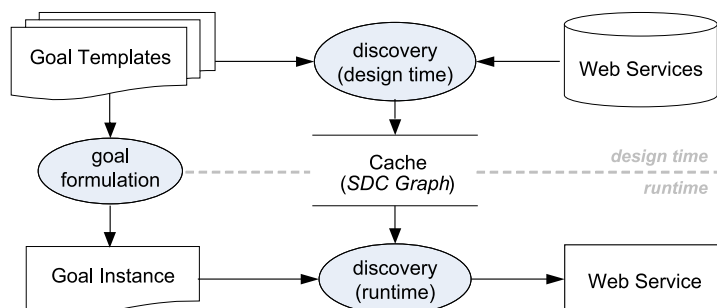 Goal Templates
discovery
(design time)
Web Services
goal
formulation
Cache
(SDC Graph)
design time
runtime
Goal Instance
discovery
(runtime)
Web Service